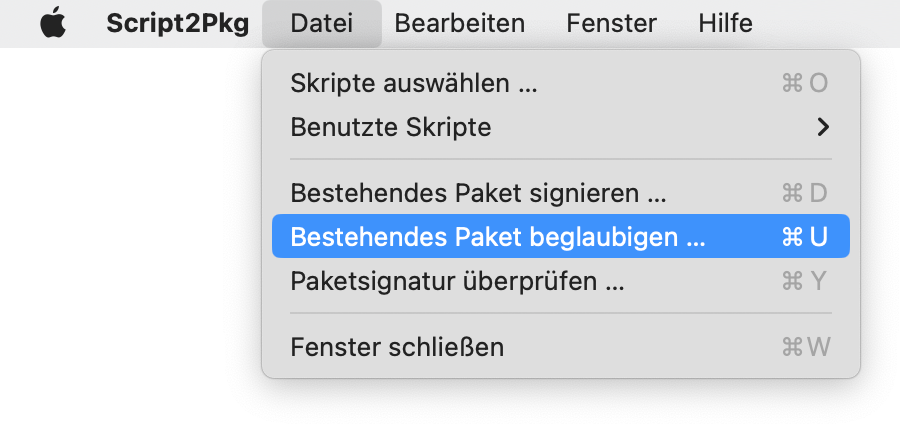 Script2Pkg Datei Bearbeiten Fenster Hilfe
Skripte auswählen ... ⌘ O
Benutzte Skripte
Bestehendes Paket signieren ... ⌘ D
Bestehendes Paket beglaubigen ... ⌘ U
Paketsignatur überprüfen ... ⌘ Y
Fenster schließen ⌘ W